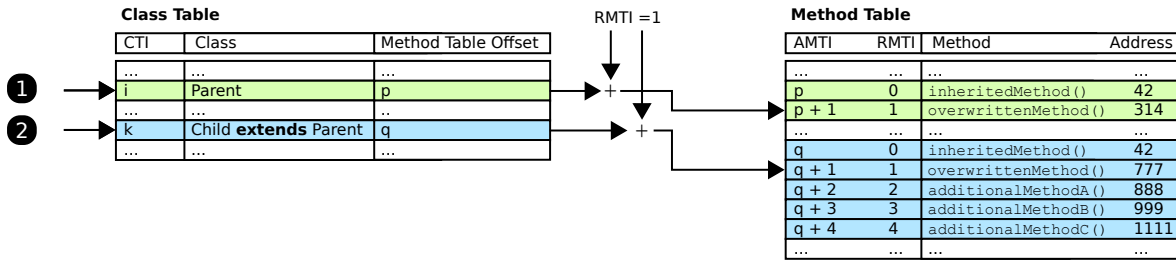 Class Table
RMTI =1
Method Table
CTI Class Method Table Offset
AMTI RMTI Method Address
... ... ...
1 i Parent p +
... ... ..
2 k Child extends Parent q +
... ... ...
... ... ... ...
p 0 inheritedMethod() 42
p + 1 1 overwrittenMethod() 314
... ... ... ...
q 0 inheritedMethod() 42
q + 1 1 overwrittenMethod() 777
q + 2 2 additionalMethodA() 888
q + 3 3 additionalMethodB() 999
q + 4 4 additionalMethodC() 1111
... ... ... ...